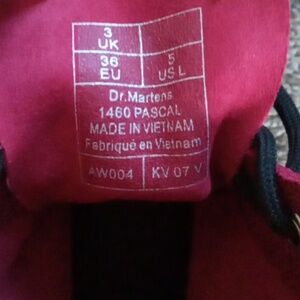 3
UK
36 5
EU US L
Dr.Martens
1460 PASCAL
MADE IN VIETNAM
Fabriqué en Vietnam
AW004 KV 07 V